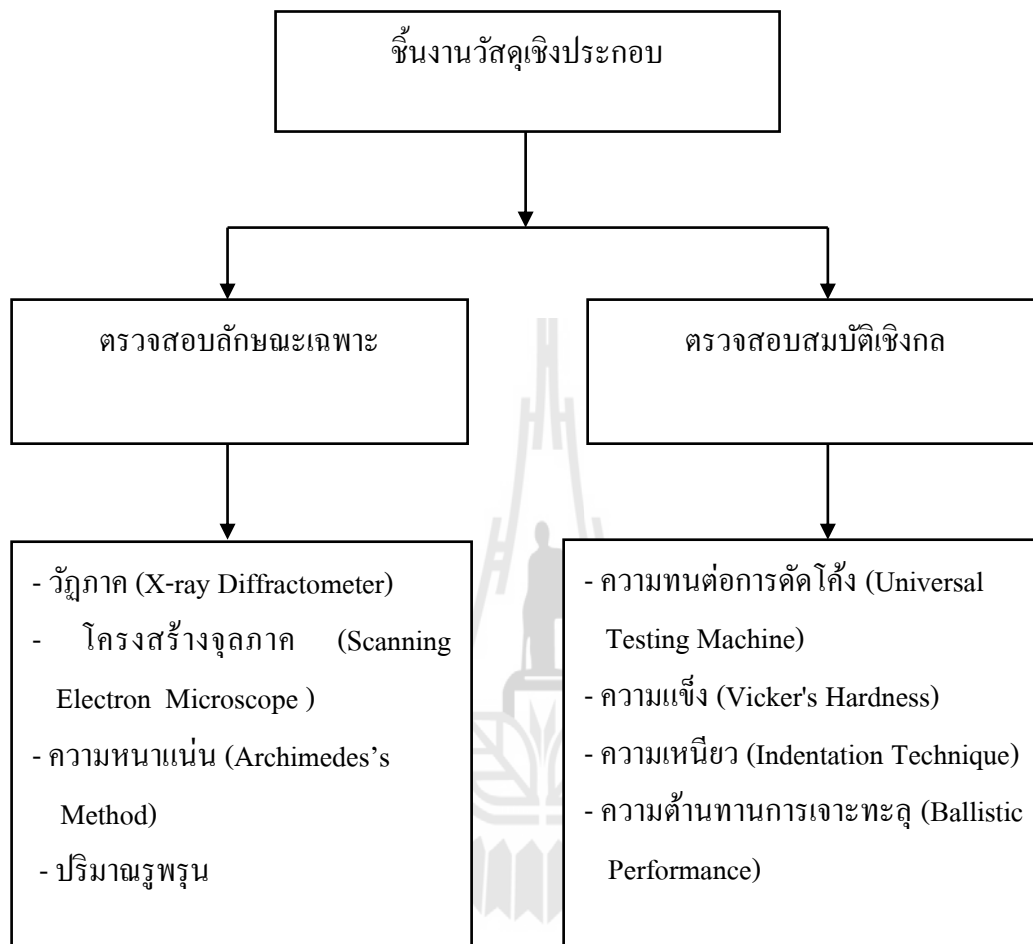 ชิ้นงานวัสดุเชิงประกอบ
ตรวจสอบลักษณะเฉพาะ
ตรวจสอบสมบัติเชิงกล
- วัฏภาค (X-ray Diffractometer)
- โครงสร้างจุลภาค (Scanning
Electron Microscope )
- ความหนาแน่น (Archimedes’s
Method)
- ปริมาณรูพรุน
- ความทนต่อการดัดโค้ง (Universal
Testing Machine)
- ความแข็ง (Vicker's Hardness)
- ความเหนียว (Indentation Technique)
- ความต้านทานการเจาะทะลุ (Ballistic
Performance)